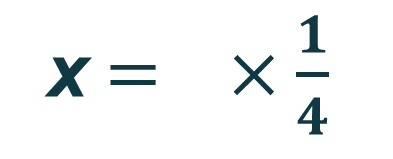 x = × 1/4